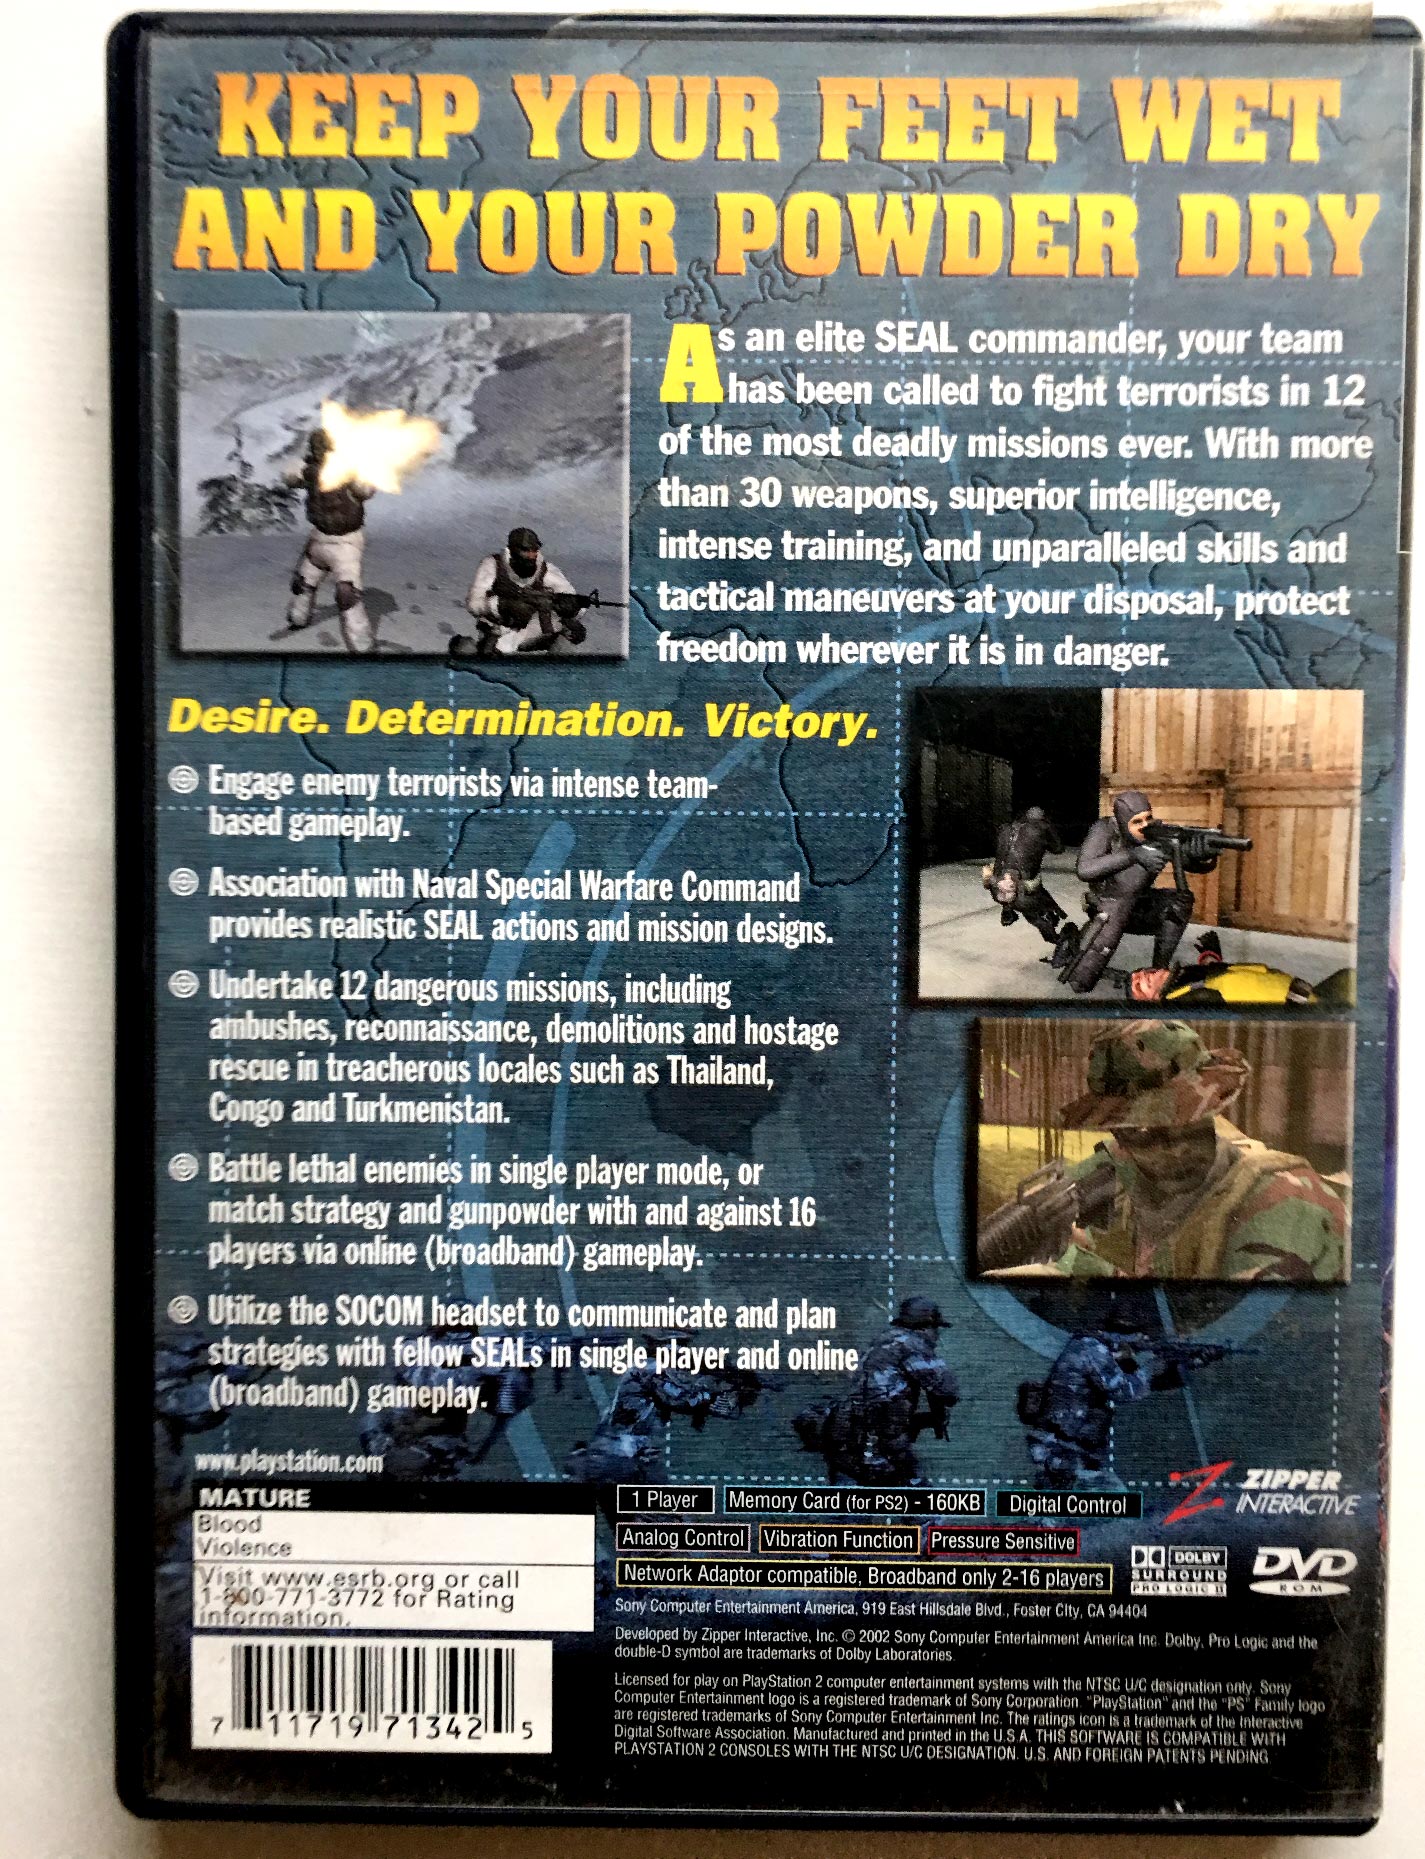 KEEP YOUR FEET WET
AND YOUR POWDER DRY
As an elite SEAL commander, your team
has been called to fight terrorists in 12
of the most deadly missions ever. With more
than 30 weapons, superior intelligence,
intense training, and unparalleled skills and
tactical maneuvers at your disposal, protect
freedom wherever it is in danger.
Desire. Determination. Victory.
Engage enemy terrorists via intense team-
based gameplay.
Association with Naval Special Warfare Command
provides realistic SEAL actions and mission designs.
Undertake 12 dangerous missions, including
ambushes, reconnaissance, demolitions and hostage
rescue in treacherous locales such as Thailand,
Congo and Turkmenistan.
Battle lethal enemies in single player mode, or
match strategy and gunpowder with and against 16
players via online (broadband) gameplay.
Utilize the SOCOM headset to communicate and plan
strategies with fellow SEALs in single player and online
(broadband) gameplay.
www.playstation.com
MATURE
Blood
Violence
Visit www.esrb.org or call
1-800-771-3772 for Rating
information.
7 11719 71342 5
1 Player Memory Card (for PS2) - 160KB Digital Control
Analog Control Vibration Function Pressure Sensitive
Network Adaptor compatible, Broadband only 2-16 players
ZIPPER
INTERACTIVE
DOLBY
SURROUND
PRO LOGIC II
DVD
ROM
Sony Computer Entertainment America, 919 East Hillsdale Blvd., Foster City, CA 94404
Developed by Zipper Interactive, Inc. © 2002 Sony Computer Entertainment America Inc. Dolby, Pro Logic and the
double-D symbol are trademarks of Dolby Laboratories.
Licensed for play on PlayStation 2 computer entertainment systems with the NTSC U/C designation only. Sony
Computer Entertainment logo is a registered trademark of Sony Corporation. "PlayStation" and the "PS" Family logo
are registered trademarks of Sony Computer Entertainment Inc. The ratings icon is a trademark of the Interactive
Digital Software Association. Manufactured and printed in the U.S.A. THIS SOFTWARE IS COMPATIBLE WITH
PLAYSTATION 2 CONSOLES WITH THE NTSC U/C DESIGNATION. U.S. AND FOREIGN PATENTS PENDING.